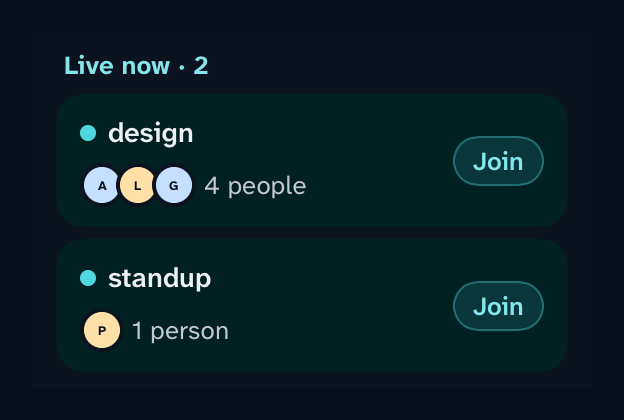 Live now · 2
design
Join
A L G 4 people
standup
Join
P 1 person